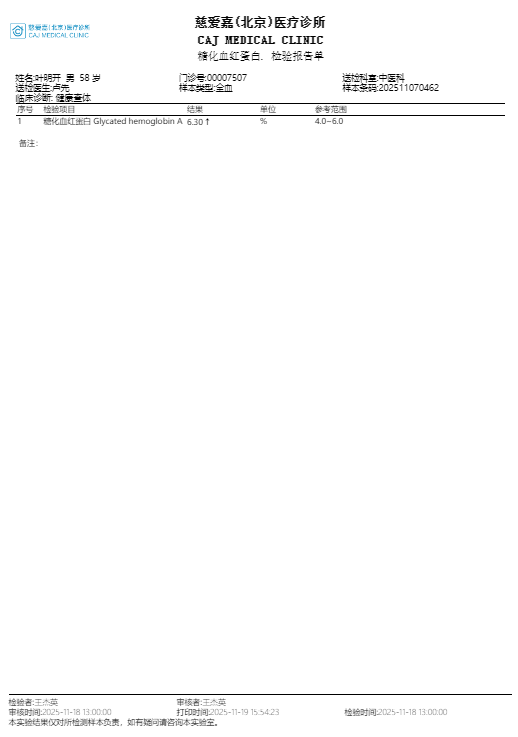 慈爱嘉(北京)医疗诊所
CAJ MEDICAL CLINIC
慈爱嘉(北京)医疗诊所
CAJ MEDICAL CLINIC
糖化血红蛋白. 检验报告单
姓名:叶明开 男 58 岁 门诊号:00007507 送检科室:中医科
送检医生:卢先 样本类型:全血 样本条码:202511070462
临床诊断: 健康查体
序号 检验项目 结果 单位 参考范围
1 糖化血红蛋白 Glycated hemoglobin A 6.30↑ % 4.0~6.0
备注:
检验者:王杰英 审核者:王杰英
审核时间:2025-11-18 13:00:00 打印时间:2025-11-19 15:54:23 检验时间:2025-11-18 13:00:00
本实验结果仅对所检测样本负责，如有疑问请咨询本实验室。